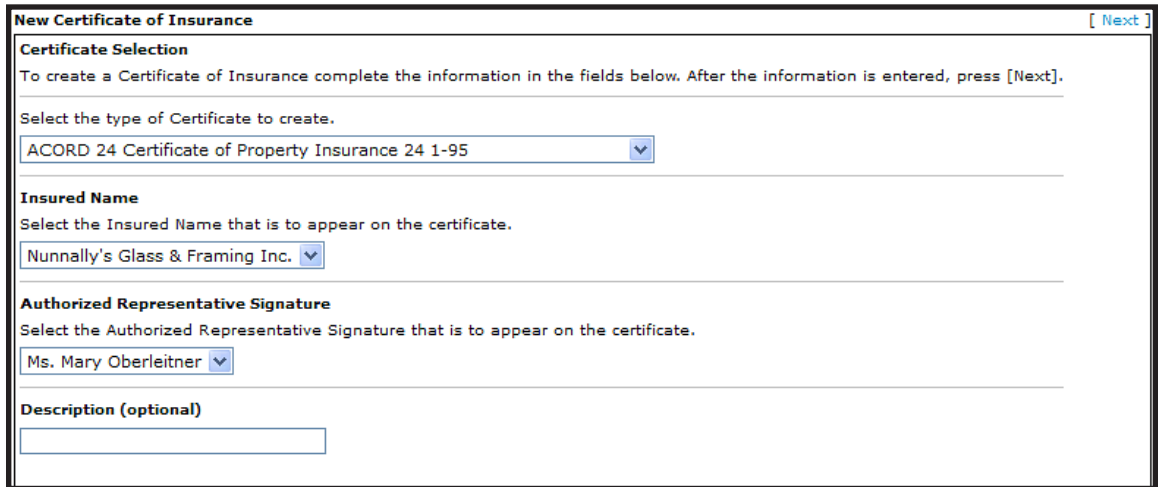 New Certificate of Insurance [ Next ]
Certificate Selection
To create a Certificate of Insurance complete the information in the fields below. After the information is entered, press [Next].
Select the type of Certificate to create.
ACORD 24 Certificate of Property Insurance 24 1-95
Insured Name
Select the Insured Name that is to appear on the certificate.
Nunnally's Glass & Framing Inc.
Authorized Representative Signature
Select the Authorized Representative Signature that is to appear on the certificate.
Ms. Mary Oberleitner
Description (optional)